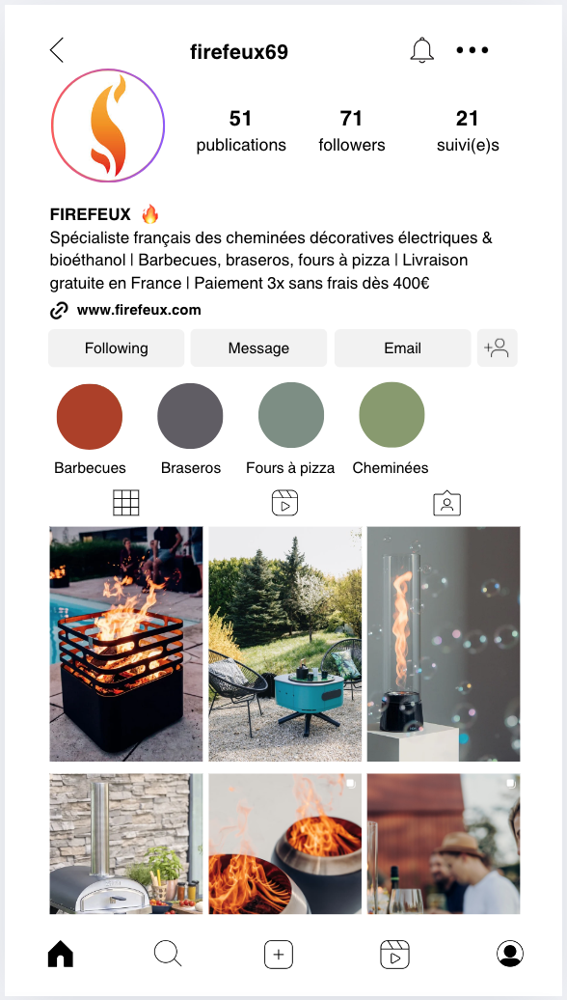 firefeux69
51 71 21
publications followers suivi(e)s
FIREFEUX 🔥
Spécialiste français des cheminées décoratives électriques &
bioéthanol | Barbecues, braseros, fours à pizza | Livraison
gratuite en France | Paiement 3x sans frais dès 400€
www.firefeux.com
Following Message Email
Barbecues Braseros Fours à pizza Cheminées